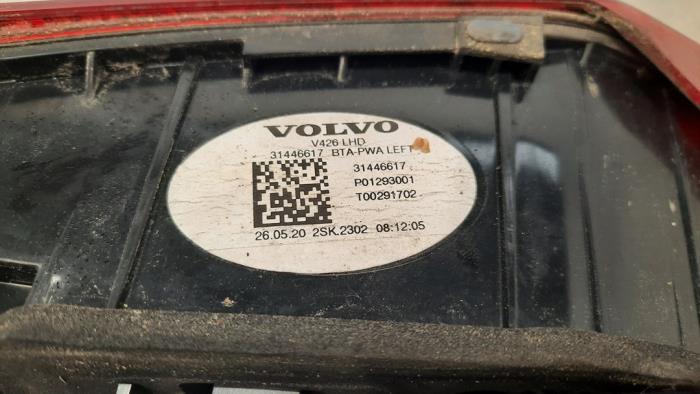 VOLVO
V426 LHD
31446617 BTA-PWA LEFT
31446617
P01293001
T00291702
26.05.20 2SK.2302 08:12:05